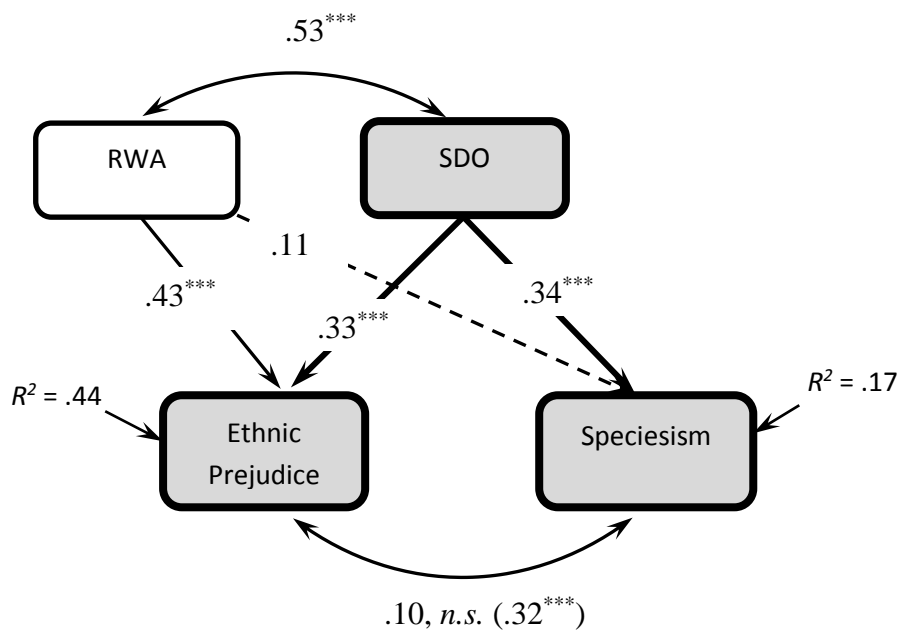 .53***
RWA
SDO
.11
.43***
.34***
.33***
R² = .44
R² = .17
Ethnic
Prejudice
Speciesism
.10, n.s. (.32***)